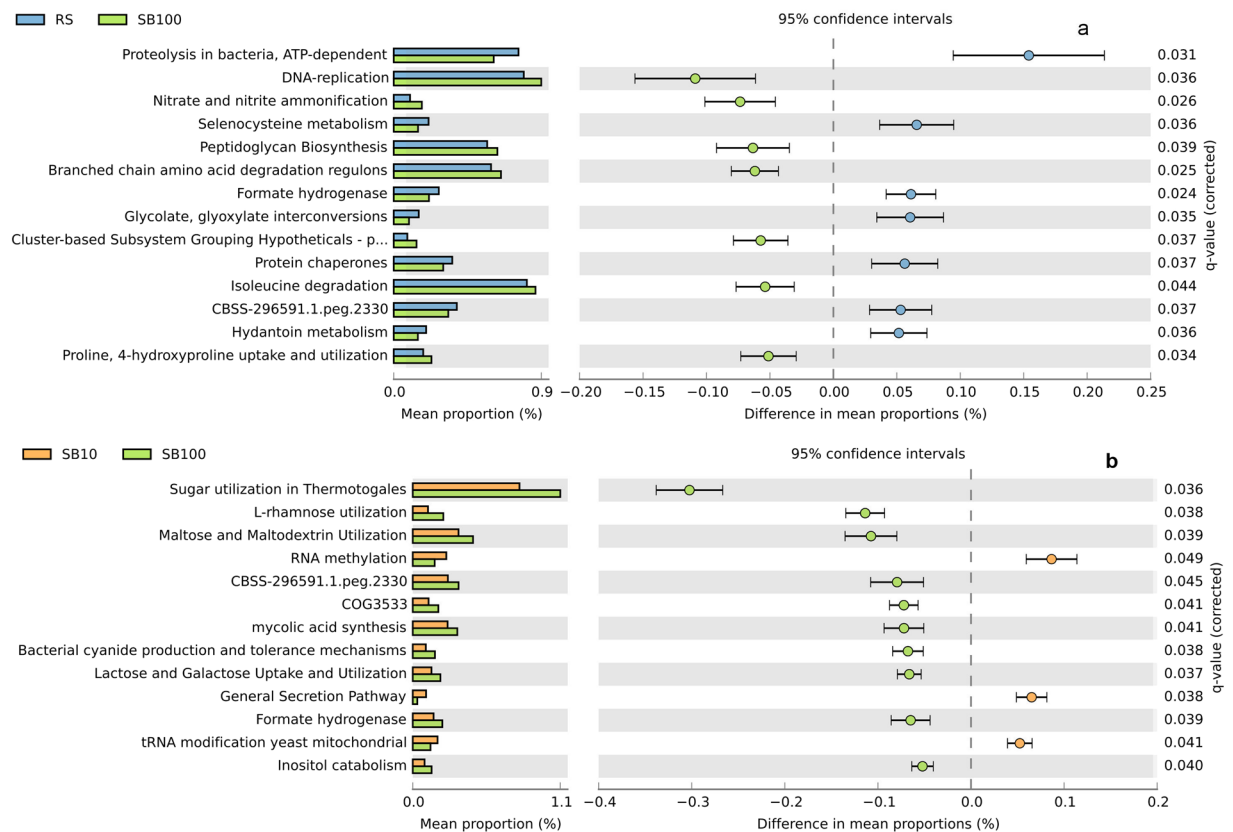 RS SB100 95% confidence intervals a
Proteolysis in bacteria, ATP-dependent 0.031
DNA-replication 0.036
Nitrate and nitrite ammonification 0.026
Selenocysteine metabolism 0.036
Peptidoglycan Biosynthesis 0.039
Branched chain amino acid degradation regulons 0.025
Formate hydrogenase 0.024
Glycolate, glyoxylate interconversions 0.035
Cluster-based Subsystem Grouping Hypotheticals - p... 0.037
Protein chaperones 0.037
Isoleucine degradation 0.044
CBSS-296591.1.peg.2330 0.037
Hydantoin metabolism 0.036
Proline, 4-hydroxyproline uptake and utilization 0.034
q-value (corrected)
0.0 0.9 −0.20 −0.15 −0.10 −0.05 0.00 0.05 0.10 0.15 0.20 0.25
Mean proportion (%) Difference in mean proportions (%)
SB10 SB100 95% confidence intervals b
Sugar utilization in Thermotogales 0.036
L-rhamnose utilization 0.038
Maltose and Maltodextrin Utilization 0.039
RNA methylation 0.049
CBSS-296591.1.peg.2330 0.045
COG3533 0.041
mycolic acid synthesis 0.041
Bacterial cyanide production and tolerance mechanisms 0.038
Lactose and Galactose Uptake and Utilization 0.037
General Secretion Pathway 0.038
Formate hydrogenase 0.039
tRNA modification yeast mitochondrial 0.041
Inositol catabolism 0.040
q-value (corrected)
0.0 1.1 −0.4 −0.3 −0.2 −0.1 0.0 0.1 0.2
Mean proportion (%) Difference in mean proportions (%)